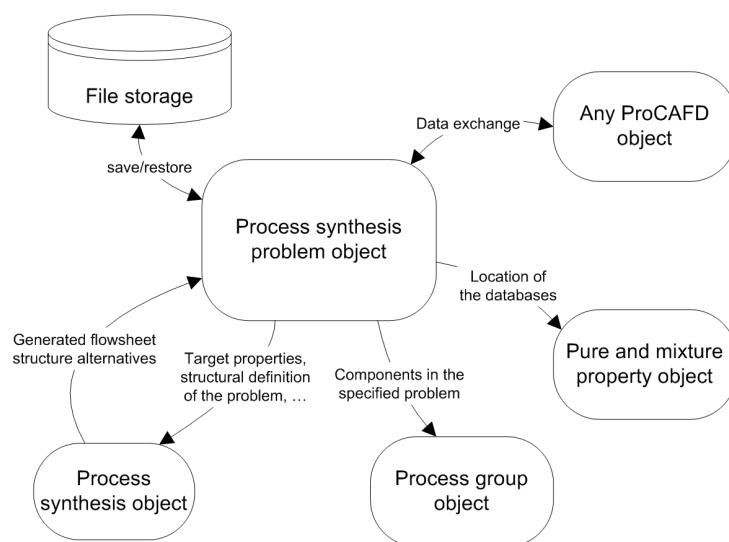 File storage
save/restore
Data exchange
Any ProCAFD
object
Process synthesis
problem object
Location of
the databases
Generated flowsheet
structure alternatives
Target properties,
structural definition
of the problem, …
Components in the
specified problem
Pure and mixture
property object
Process
synthesis object
Process group
object